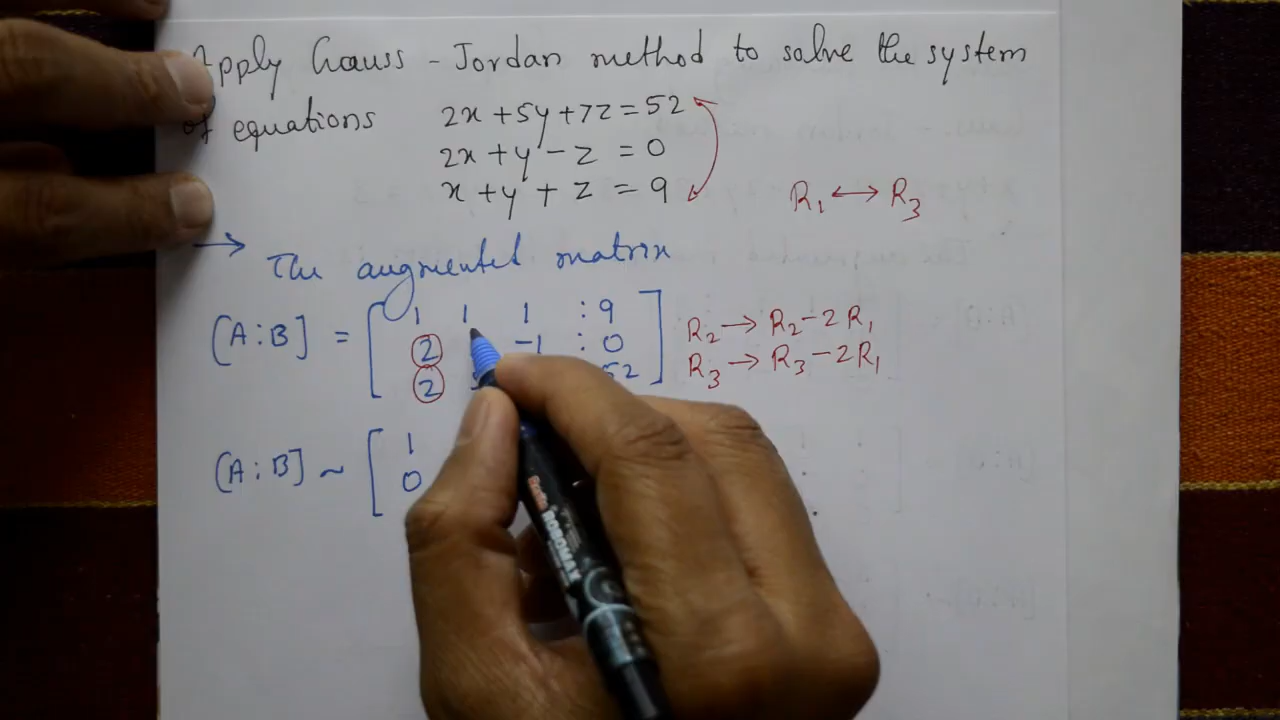 Apply Gauss - Jordan method to solve the system
of equations 2x + 5y + 7z = 52
2x + y - z = 0
x + y + z = 9
R1 ↔ R3
→ The augmented matrix
[A : B] = [ 1 1 1 : 9 ]
2 -1 : 0 R2 → R2 - 2R1
2 52 R3 → R3 - 2R1
[A : B] ~ [ 1
0
ROBOMAX